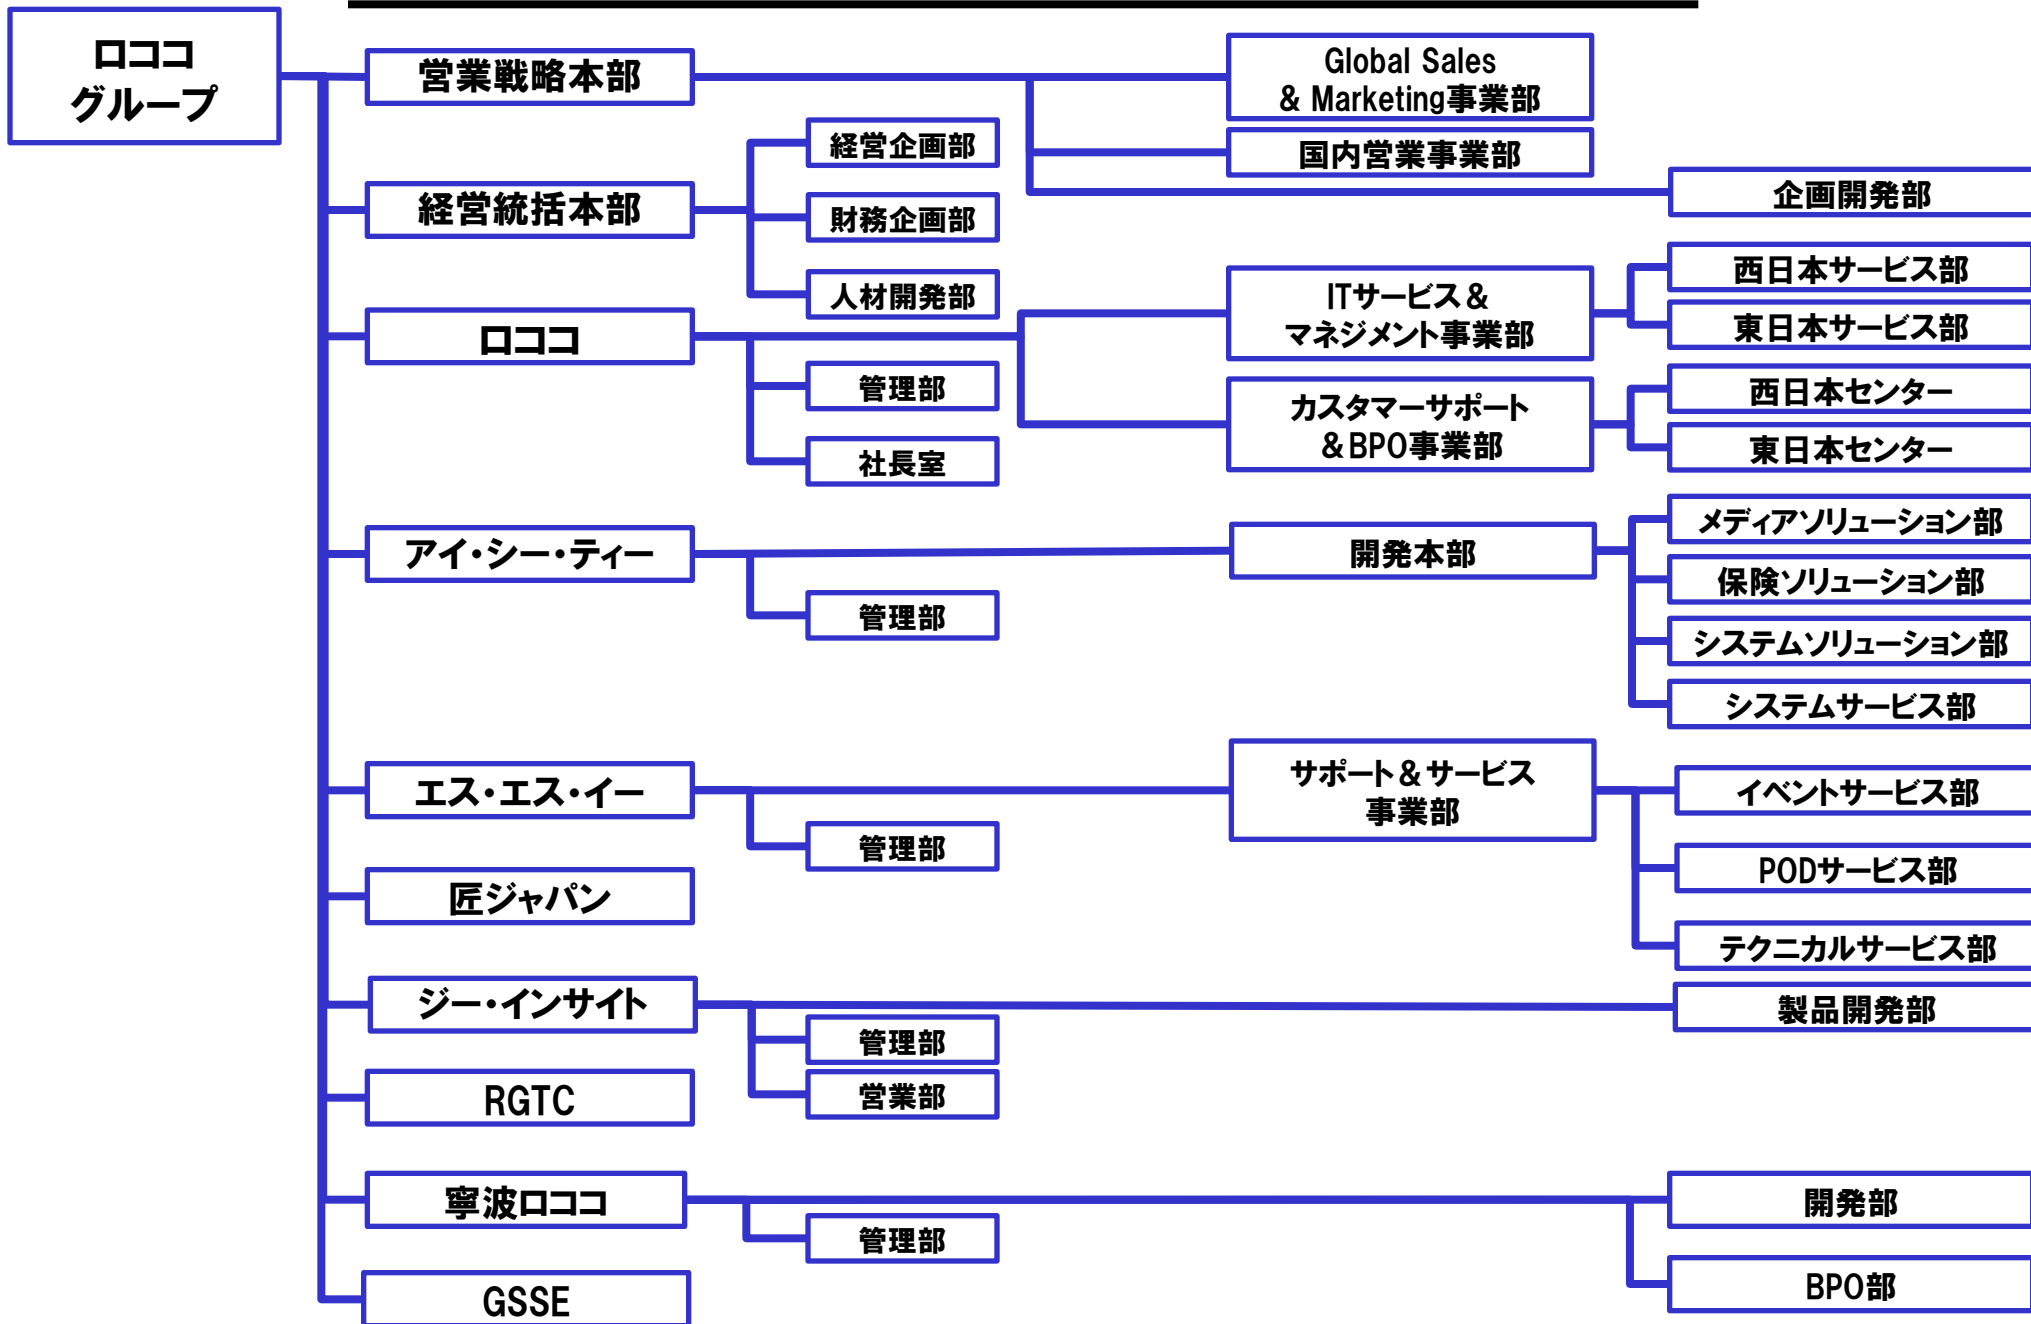 ロココ
グループ
営業戦略本部
Global Sales
& Marketing事業部
国内営業事業部
企画開発部
経営統括本部
経営企画部
財務企画部
人材開発部
ロココ
管理部
社長室
ITサービス＆
マネジメント事業部
西日本サービス部
東日本サービス部
カスタマーサポート
＆BPO事業部
西日本センター
東日本センター
アイ・シー・ティー
管理部
開発本部
メディアソリューション部
保険ソリューション部
システムソリューション部
システムサービス部
エス・エス・イー
管理部
サポート＆サービス
事業部
イベントサービス部
PODサービス部
テクニカルサービス部
匠ジャパン
ジー・インサイト
管理部
営業部
製品開発部
RGTC
寧波ロココ
管理部
開発部
BPO部
GSSE